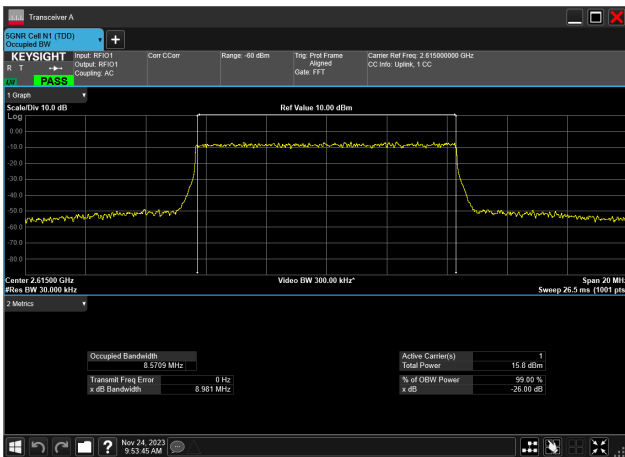 Transceiver A
5GNR Cell N1 (TDD)
Occupied BW
KEYSIGHT
R T
LNI PASS
Input: RFIO1
Output: RFIO1
Coupling: AC
Corr CCorr
Range: -60 dBm
Trig: Prot Frame
Aligned
Gate: FFT
Carrier Ref Freq: 2.615000000 GHz
CC Info: Uplink, 1 CC
1 Graph
Scale/Div 10.0 dB
Ref Value 10.00 dBm
Log
0.00
-10.0
-20.0
-30.0
-40.0
-50.0
-60.0
-70.0
-80.0
Center 2.61500 GHz
Video BW 300.00 kHz*
Span 20 MH
#Res BW 30.000 kHz
Sweep 26.5 ms (1001 pts
2 Metrics
Occupied Bandwidth
8.5709 MHz
Transmit Freq Error 0 Hz
x dB Bandwidth 8.981 MHz
Active Carrier(s) 1
Total Power 15.8 dBm
% of OBW Power 99.00 %
x dB -26.00 dB
Nov 24, 2023
9:53:45 AM